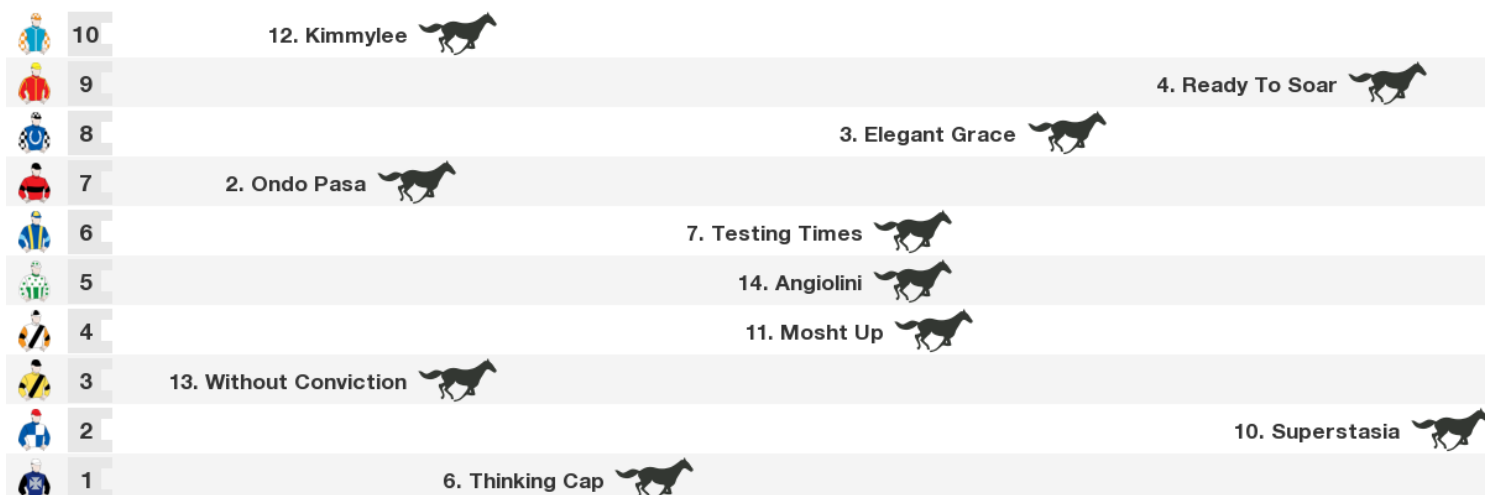 10 12. Kimmylee
9 4. Ready To Soar
8 3. Elegant Grace
7 2. Ondo Pasa
6 7. Testing Times
5 14. Angiolini
4 11. Mosht Up
3 13. Without Conviction
2 10. Superstasia
1 6. Thinking Cap